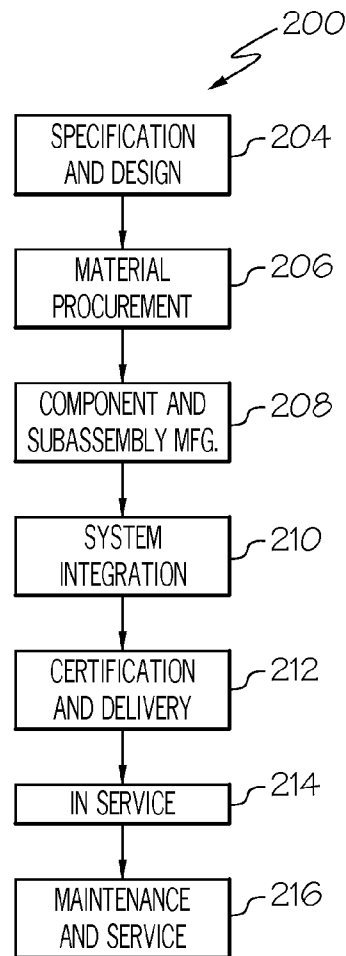 200
SPECIFICATION
AND DESIGN
204
MATERIAL
PROCUREMENT
206
COMPONENT AND
SUBASSEMBLY MFG.
208
SYSTEM
INTEGRATION
210
CERTIFICATION
AND DELIVERY
212
IN SERVICE
214
MAINTENANCE
AND SERVICE
216